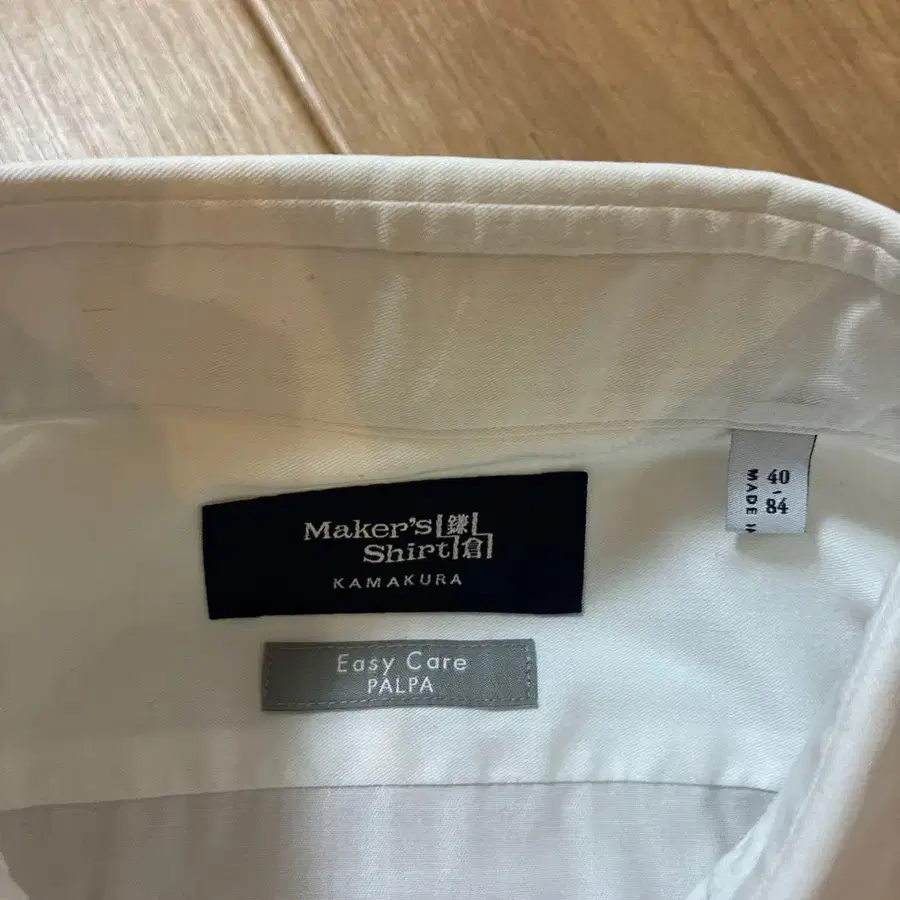 Maker's 鎌
Shirt 倉
KAMAKURA
Easy Care
PALPA
40
-
84
MADE